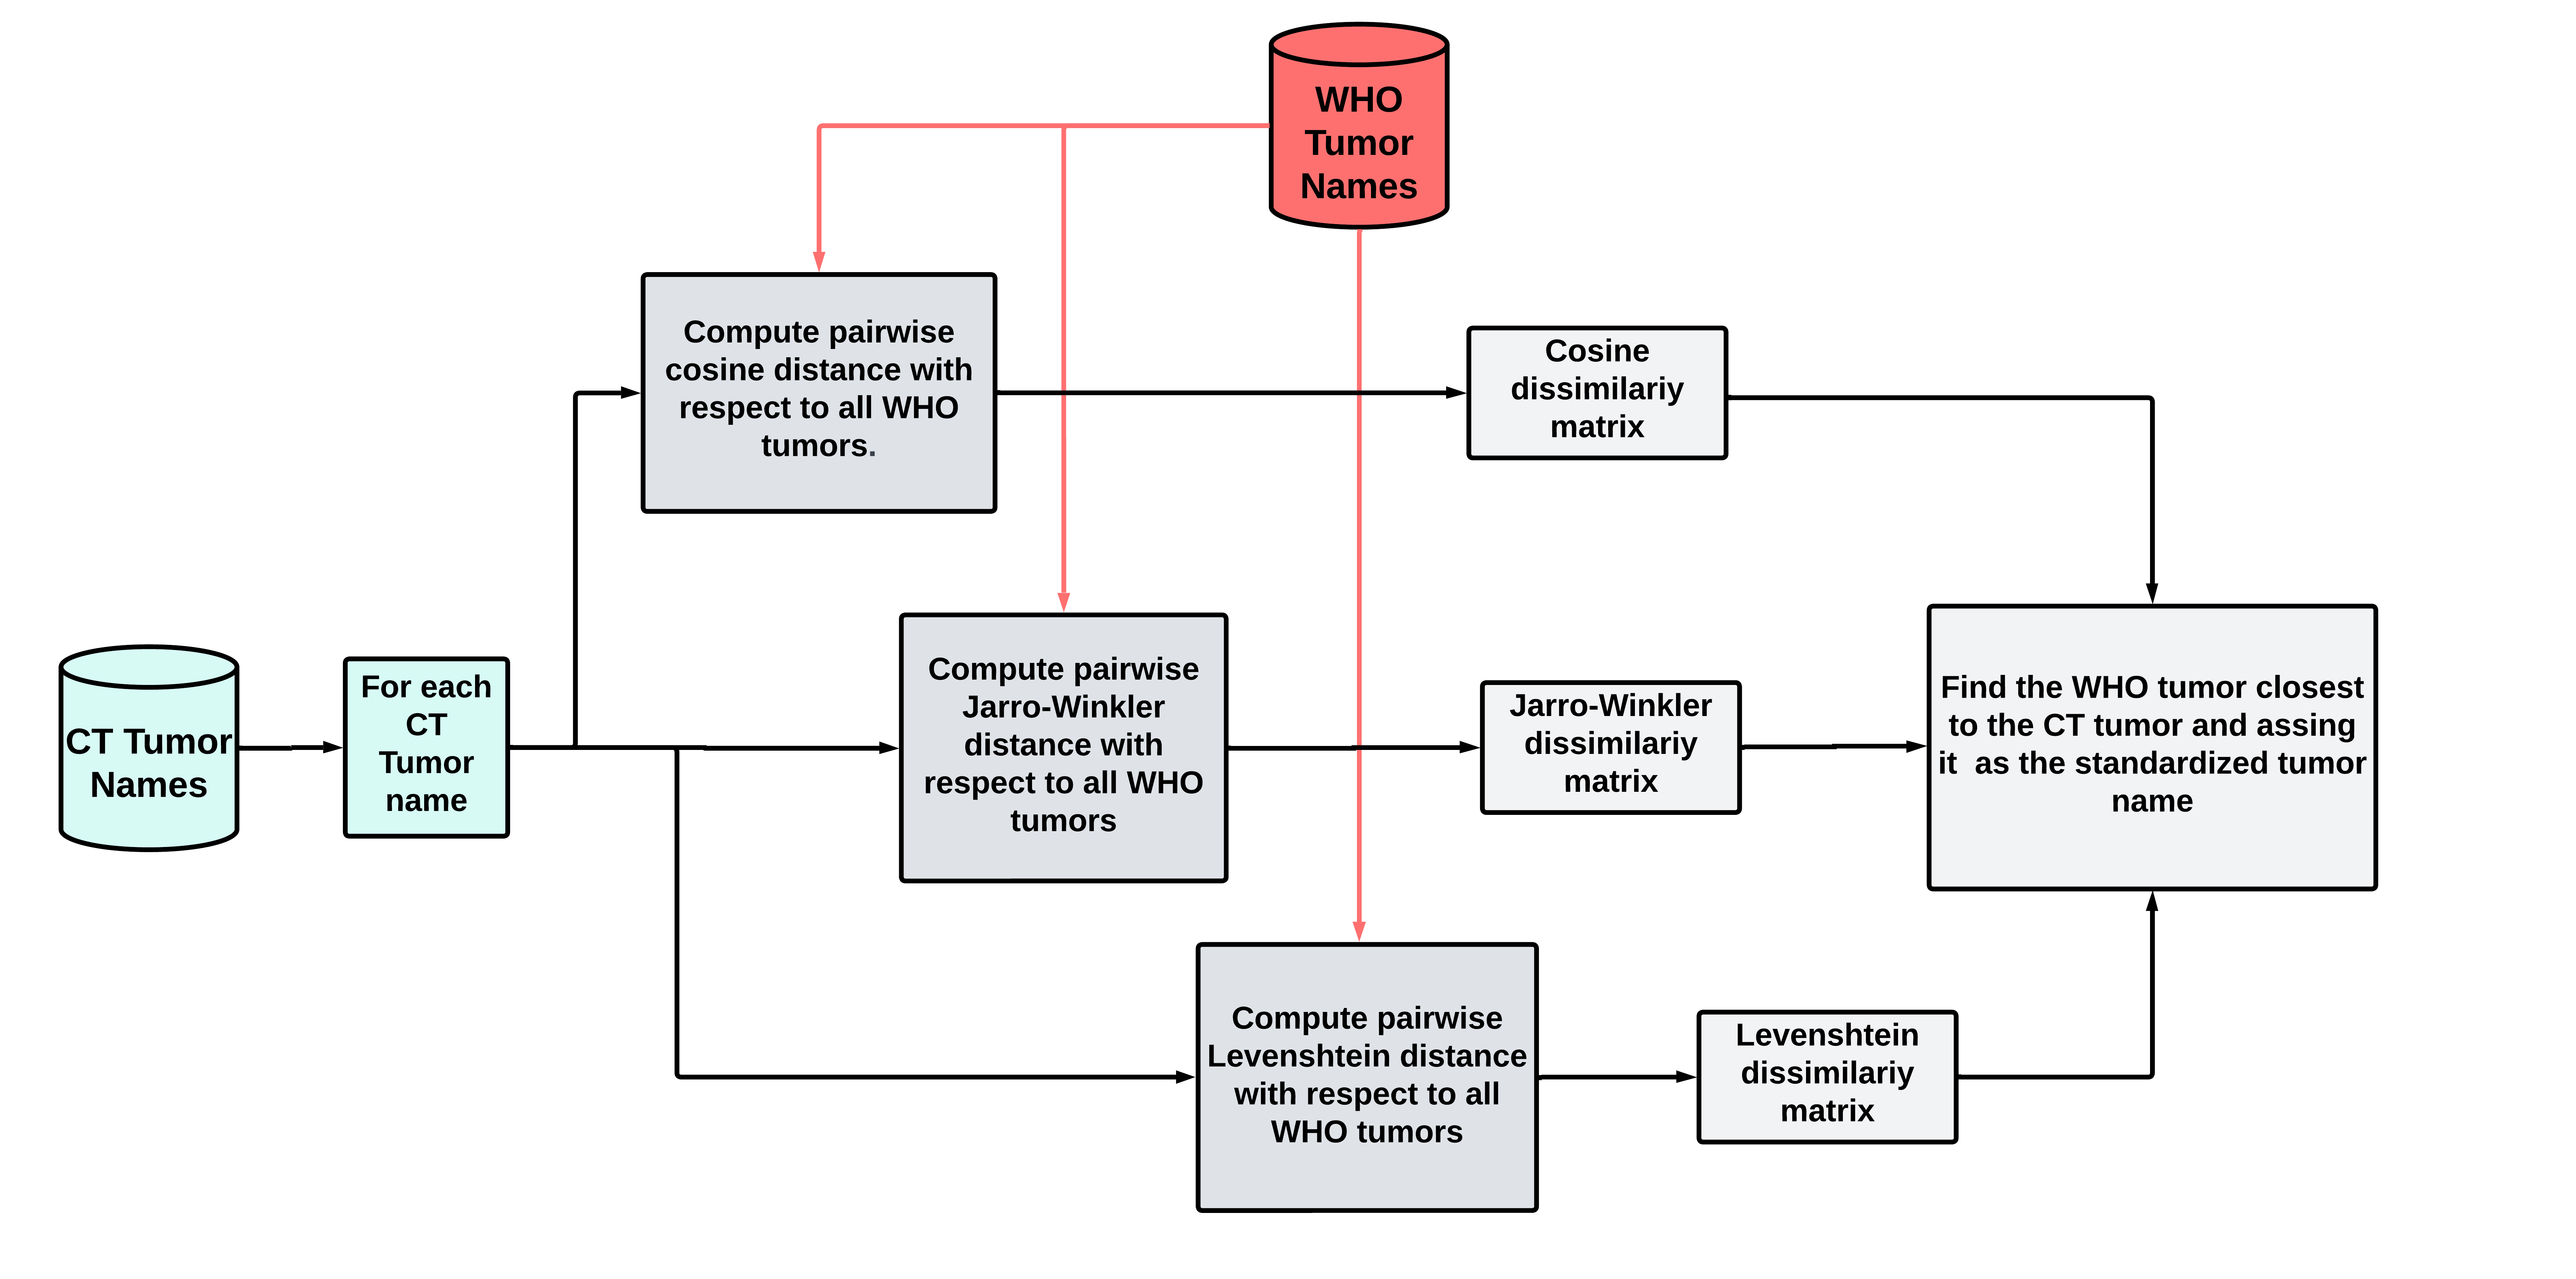 WHO
Tumor
Names
Compute pairwise
cosine distance with
respect to all WHO
tumors.
Cosine
dissimilariy
matrix
CT Tumor
Names
For each
CT
Tumor
name
Compute pairwise
Jarro-Winkler
distance with
respect to all WHO
tumors
Jarro-Winkler
dissimilariy
matrix
Find the WHO tumor closest
to the CT tumor and assing
it  as the standardized tumor
name
Compute pairwise
Levenshtein distance
with respect to all
WHO tumors
Levenshtein
dissimilariy
matrix